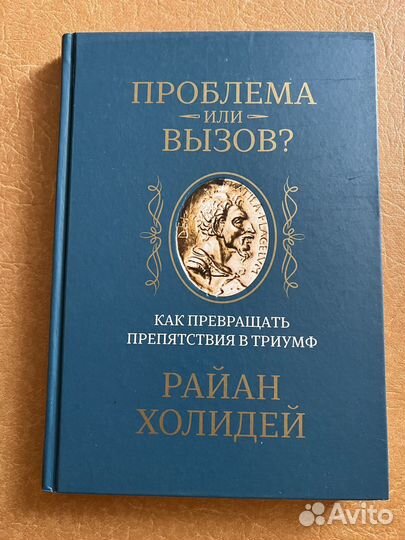 ПРОБЛЕМА
ИЛИ
ВЫЗОВ?
КАК ПРЕВРАЩАТЬ
ПРЕПЯТСТВИЯ В ТРИУМФ
РАЙАН
ХОЛИДЕЙ
Avito